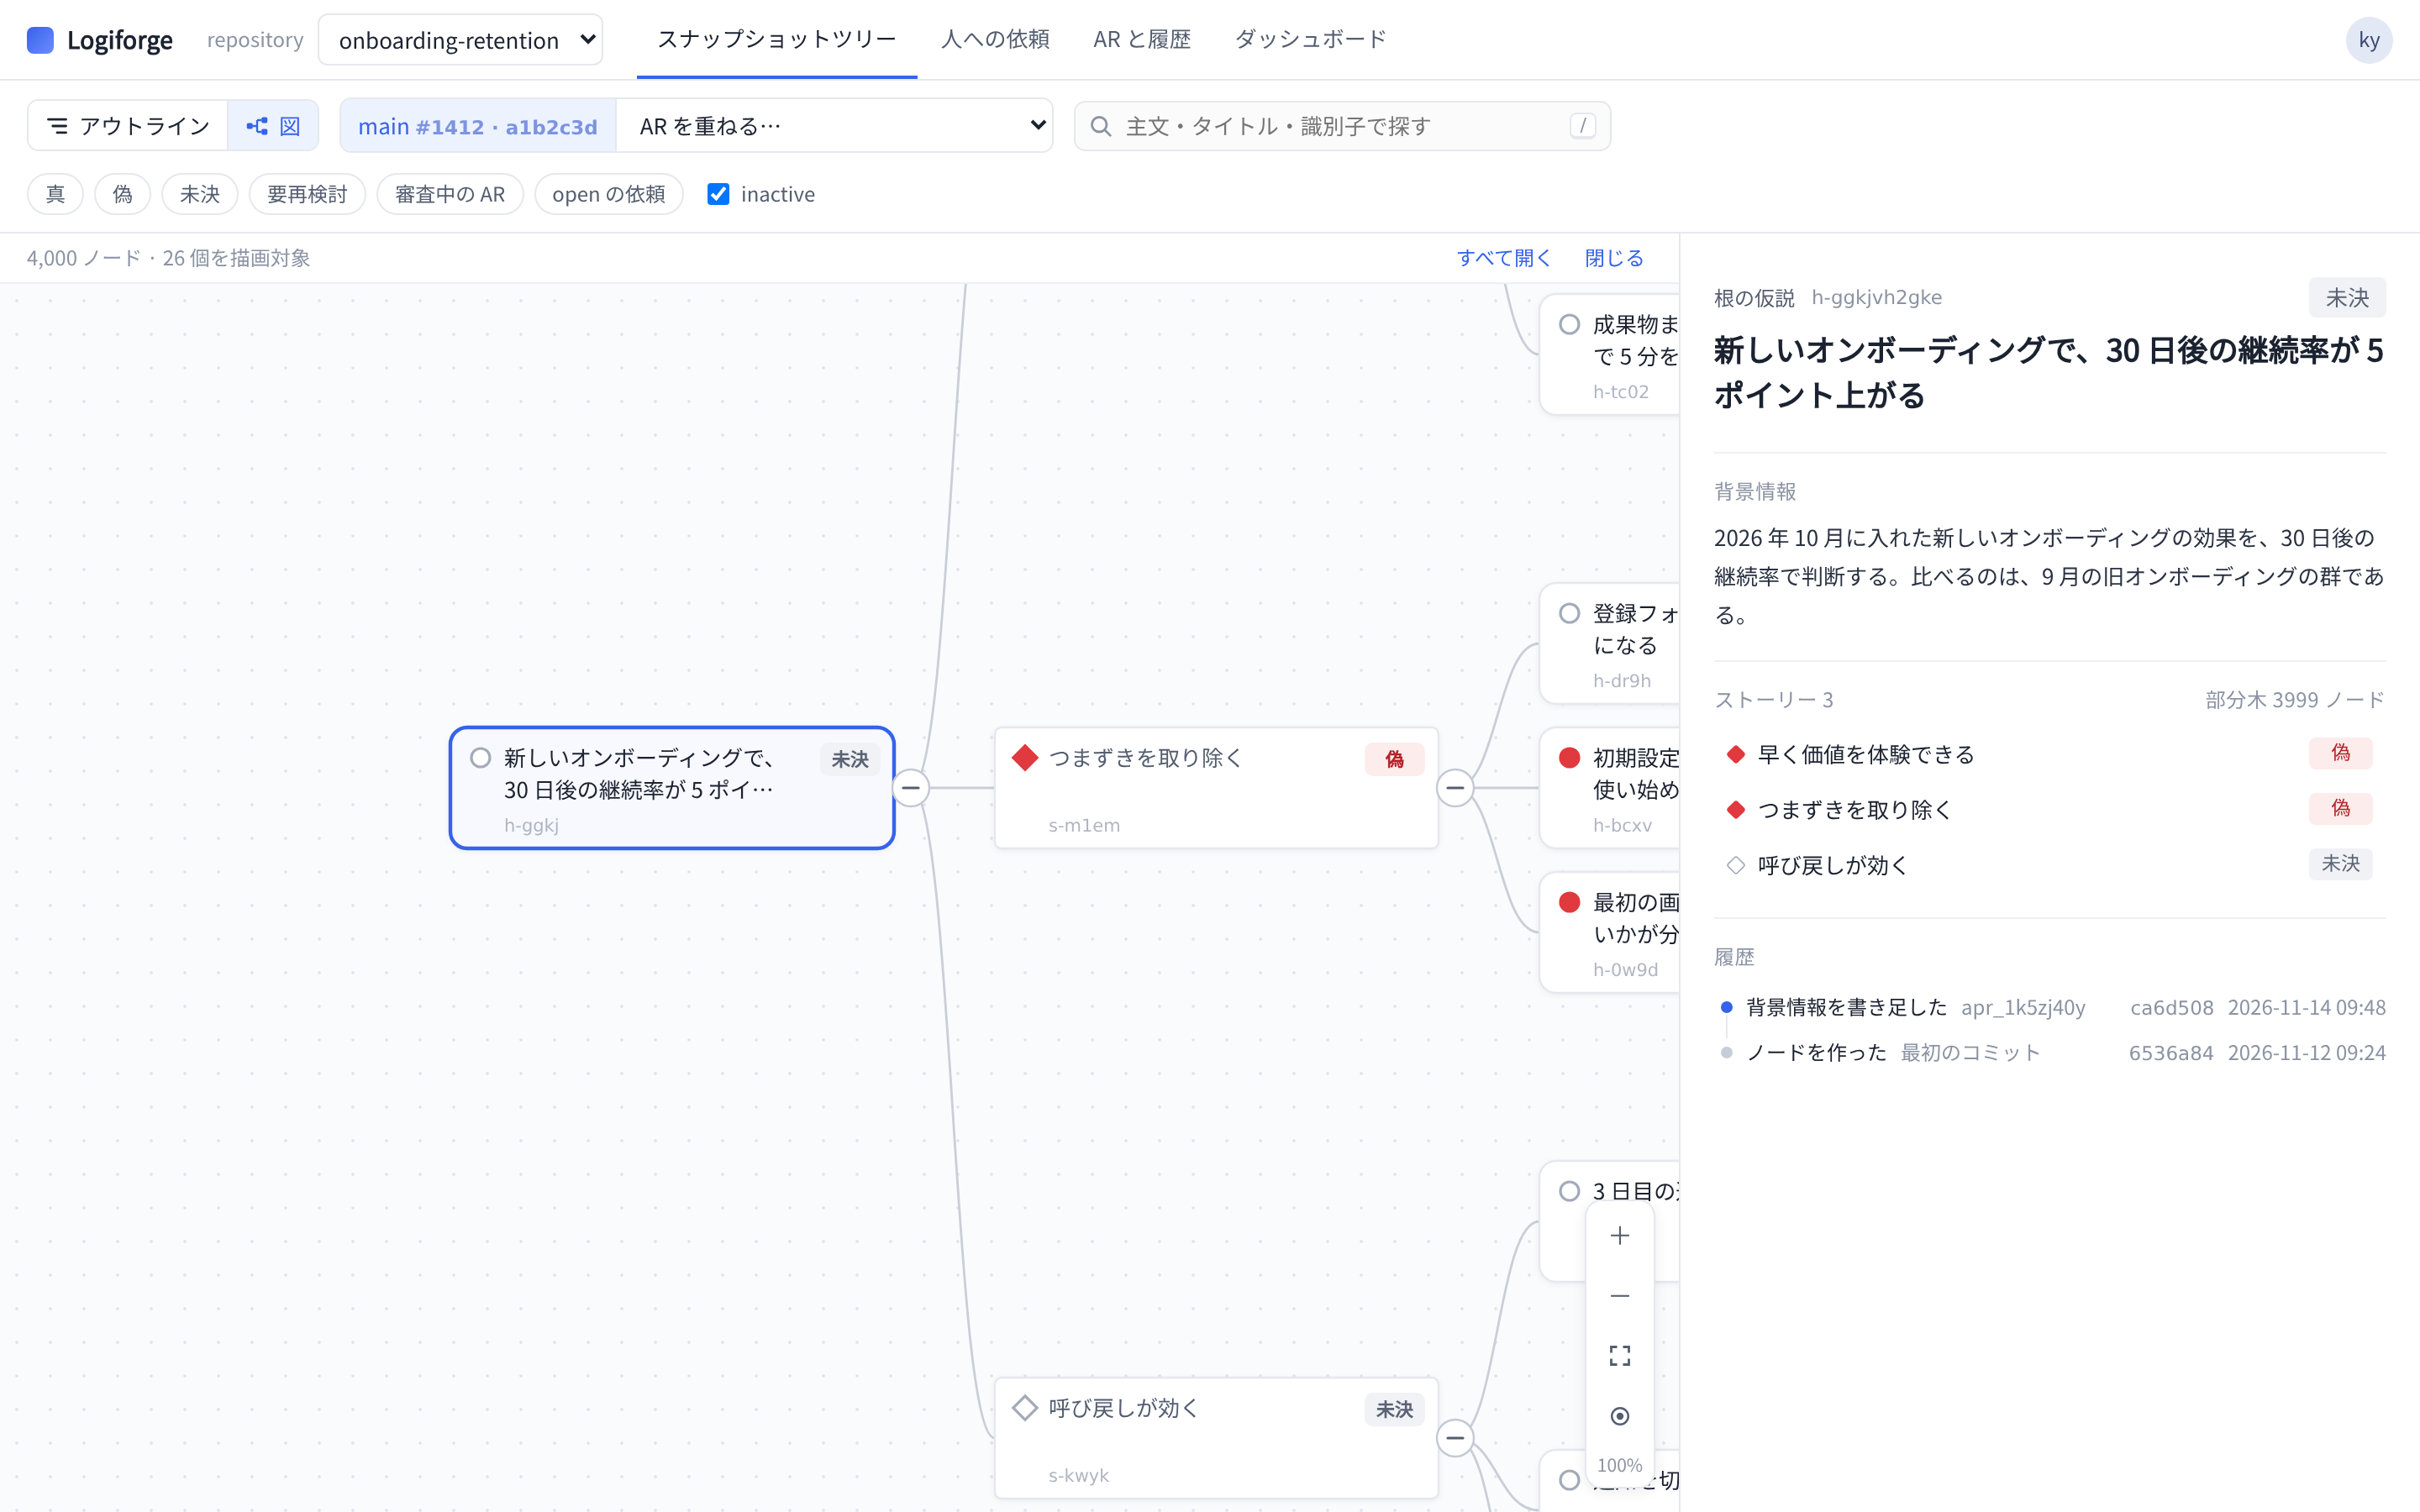 Logiforge repository onboarding-retention スナップショットツリー 人への依頼 AR と履歴 ダッシュボード ky
アウトライン 図 main #1412 · a1b2c3d AR を重ねる… 主文・タイトル・識別子で探す /
真 偽 未決 要再検討 審査中の AR open の依頼 inactive
4,000 ノード · 26 個を描画対象 すべて開く 閉じる
成果物ま
で 5 分を
h-tc02
登録フォ
になる
h-dr9h
新しいオンボーディングで、 未決
30 日後の継続率が 5 ポイ…
h-ggkj
つまずきを取り除く 偽
s-m1em
初期設定
使い始め
h-bcxv
最初の画
いかが分
h-0w9d
3 日目の
呼び戻しが効く 未決
s-kwyk
切
100%
根の仮説 h-ggkjvh2gke 未決
新しいオンボーディングで、30 日後の継続率が 5
ポイント上がる
背景情報
2026 年 10 月に入れた新しいオンボーディングの効果を、30 日後の
継続率で判断する。比べるのは、9 月の旧オンボーディングの群であ
る。
ストーリー 3 部分木 3999 ノード
早く価値を体験できる 偽
つまずきを取り除く 偽
呼び戻しが効く 未決
履歴
背景情報を書き足した apr_1k5zj40y ca6d508 2026-11-14 09:48
ノードを作った 最初のコミット 6536a84 2026-11-12 09:24